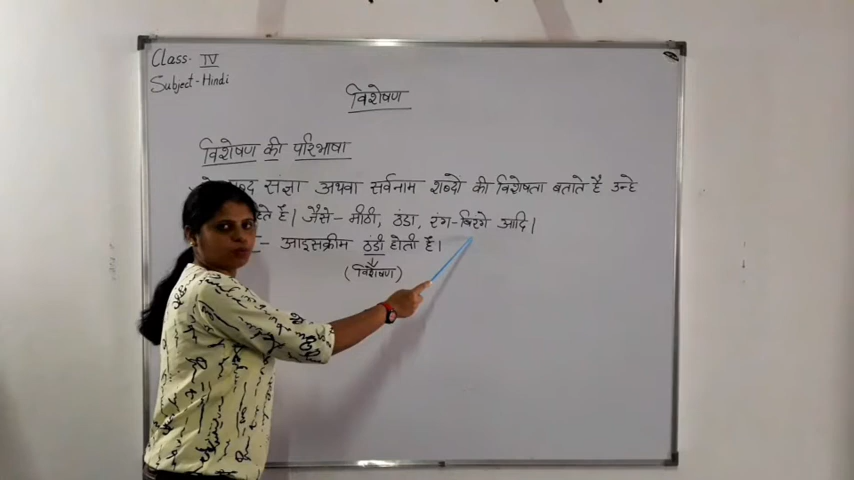 Class- IV
Subject-Hindi
विशेषण
विशेषण की परिभाषा
शब्द संज्ञा अथवा सर्वनाम शब्दो की विशेषता बताते है उन्हे
है। जैसे- मीठी, ठंडा, रंग-बिरंगे आदि।
- आइसक्रीम ठंडी होती है।
(विशेषण)